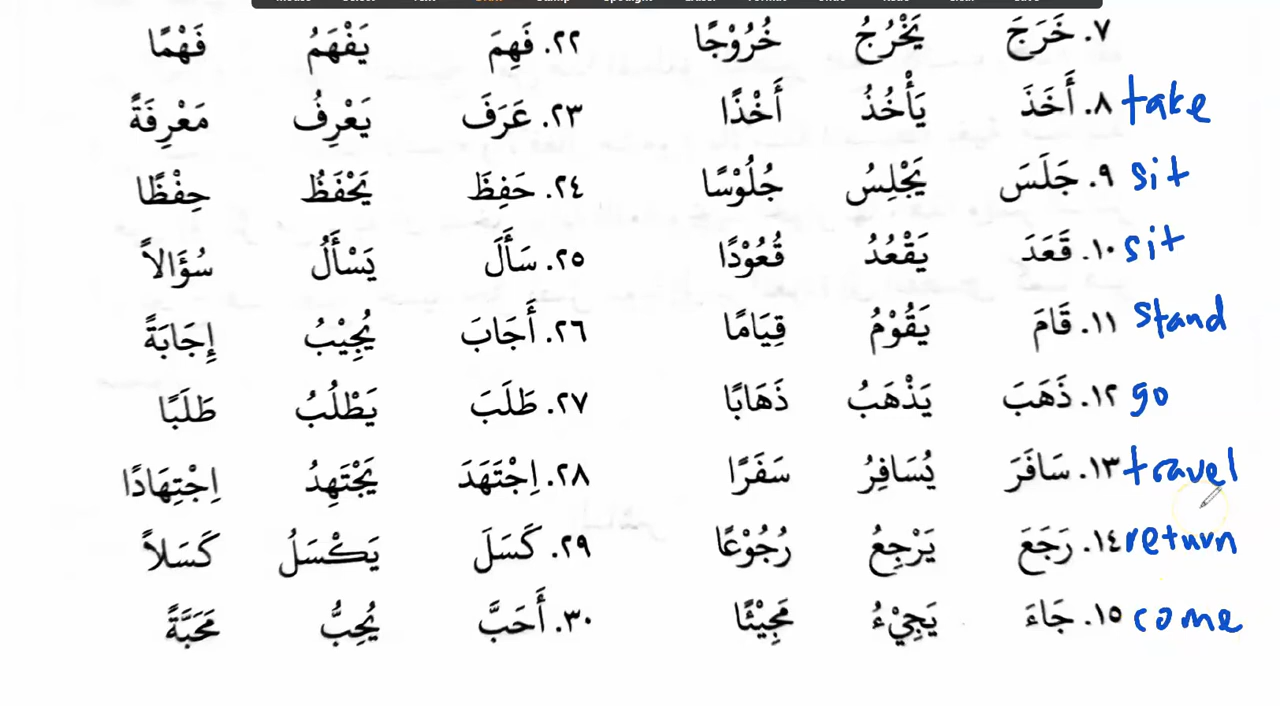 take ٧. خَرَجَ يَخْرُجُ خُرُوْجًا ٢٢. فَهِمَ يَفْهَمُ فَهْمًا
٨. أَخَذَ يَأْخُذُ أَخْذًا ٢٣. عَرَفَ يَعْرِفُ مَعْرِفَةً
sit ٩. جَلَسَ يَجْلِسُ جُلُوْسًا ٢٤. حَفِظَ يَحْفَظُ حِفْظًا
sit ١٠. قَعَدَ يَقْعُدُ قُعُوْدًا ٢٥. سَأَلَ يَسْأَلُ سُؤَالاً
stand ١١. قَامَ يَقُوْمُ قِيَامًا ٢٦. أَجَابَ يُجِيْبُ إِجَابَةً
go ١٢. ذَهَبَ يَذْهَبُ ذَهَابًا ٢٧. طَلَبَ يَطْلُبُ طَلَبًا
travel ١٣. سَافَرَ يُسَافِرُ سَفَرًا ٢٨. اِجْتَهَدَ يَجْتَهِدُ اِجْتِهَادًا
return ١٤. رَجَعَ يَرْجِعُ رُجُوْعًا ٢٩. كَسَلَ يَكْسَلُ كَسَلاً
come ١٥. جَاءَ يَجِيْءُ مَجِيْئًا ٣٠. أَحَبَّ يُحِبُّ مَحَبَّةً